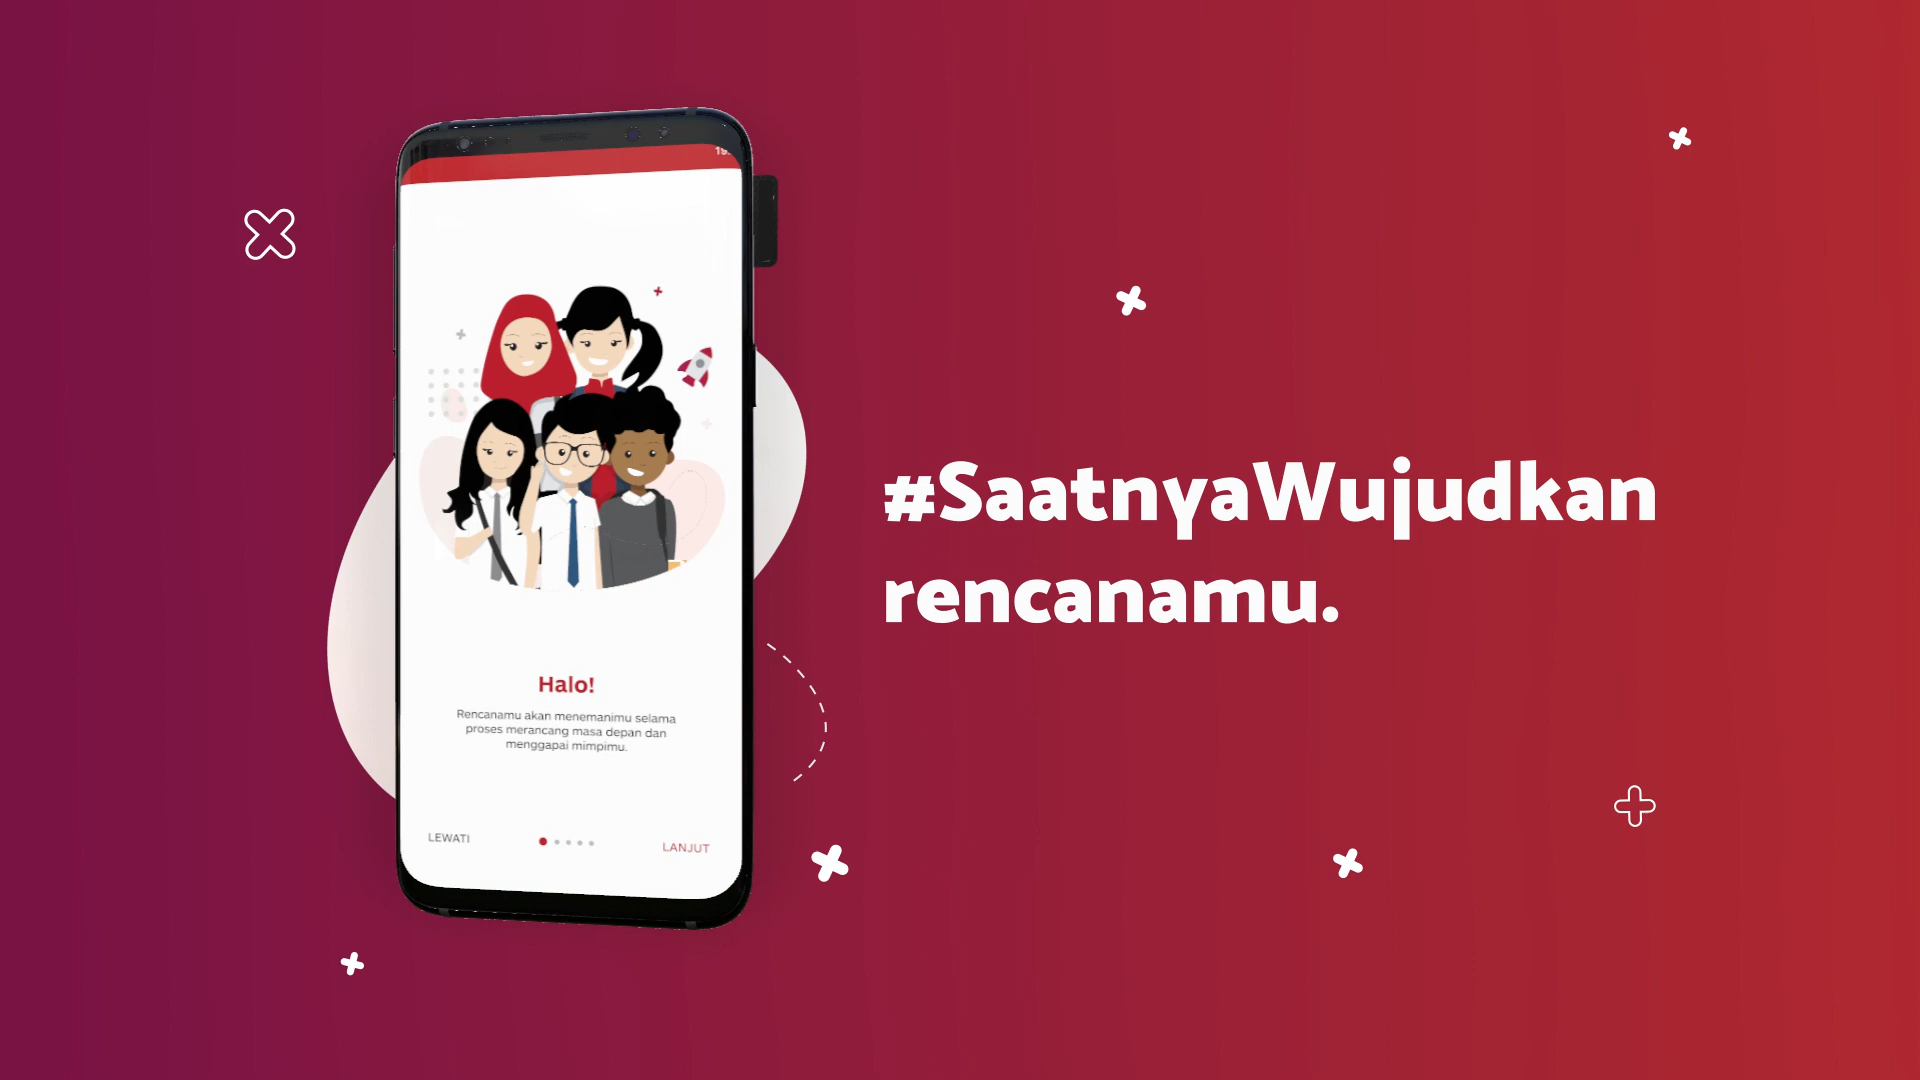 #SaatnyaWujudkan
rencanamu.
Halo!
Rencanamu akan menemanimu selama
proses merancang masa depan dan
menggapai mimpimu.
LEWATI
LANJUT